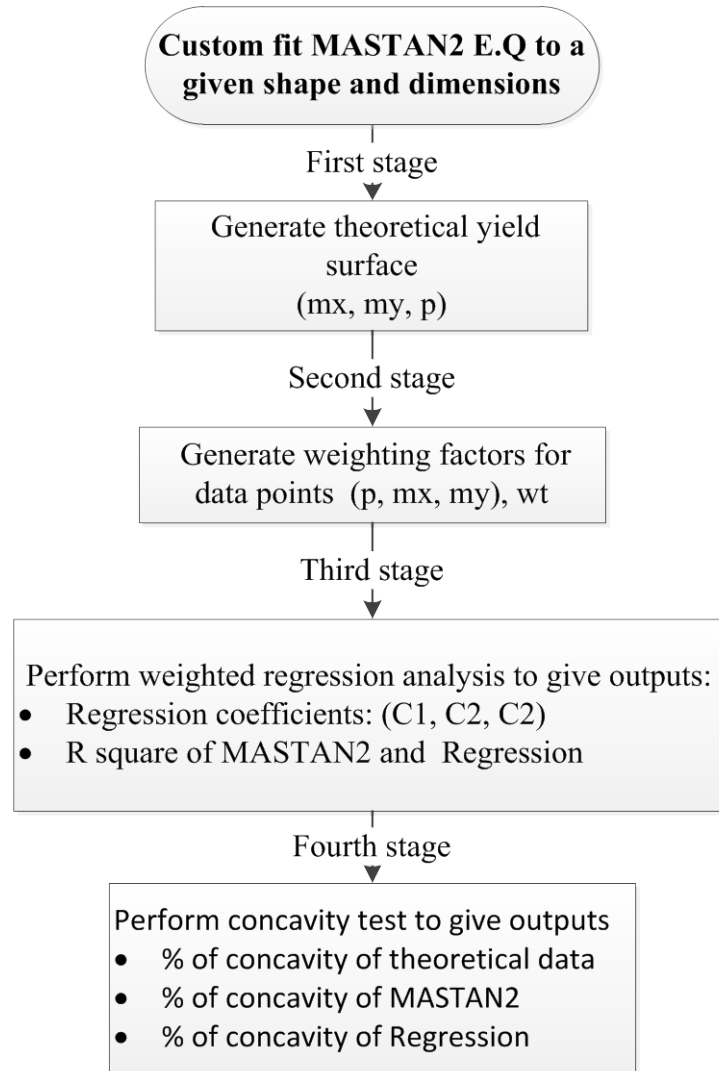 Custom fit MASTAN2 E.Q to a
given shape and dimensions
First stage
Generate theoretical yield
surface
(mx, my, p)
Second stage
Generate weighting factors for
data points (p, mx, my), wt
Third stage
Perform weighted regression analysis to give outputs:
• Regression coefficients: (C1, C2, C2)
• R square of MASTAN2 and Regression
Fourth stage
Perform concavity test to give outputs
• % of concavity of theoretical data
• % of concavity of MASTAN2
• % of concavity of Regression